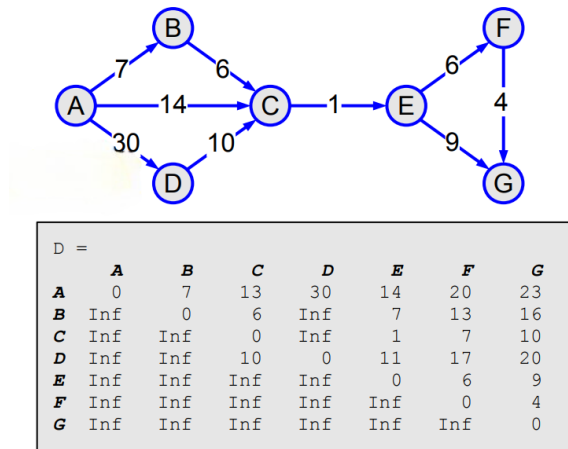 B
F
7
6
6
A
14
C
1
E
4
30
10
9
D
G
D =
A B C D E F G
A 0 7 13 30 14 20 23
B Inf 0 6 Inf 7 13 16
C Inf Inf 0 Inf 1 7 10
D Inf Inf 10 0 11 17 20
E Inf Inf Inf Inf 0 6 9
F Inf Inf Inf Inf Inf 0 4
G Inf Inf Inf Inf Inf Inf 0